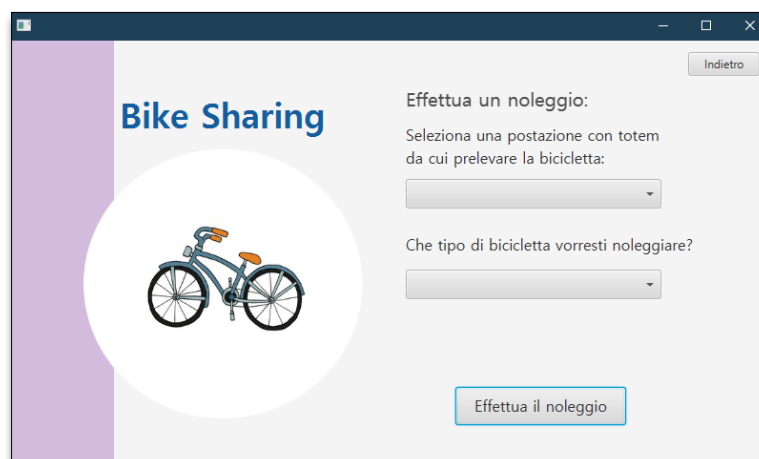 Indietro
Bike Sharing
Effettua un noleggio:
Seleziona una postazione con totem
da cui prelevare la bicicletta:
Che tipo di bicicletta vorresti noleggiare?
Effettua il noleggio